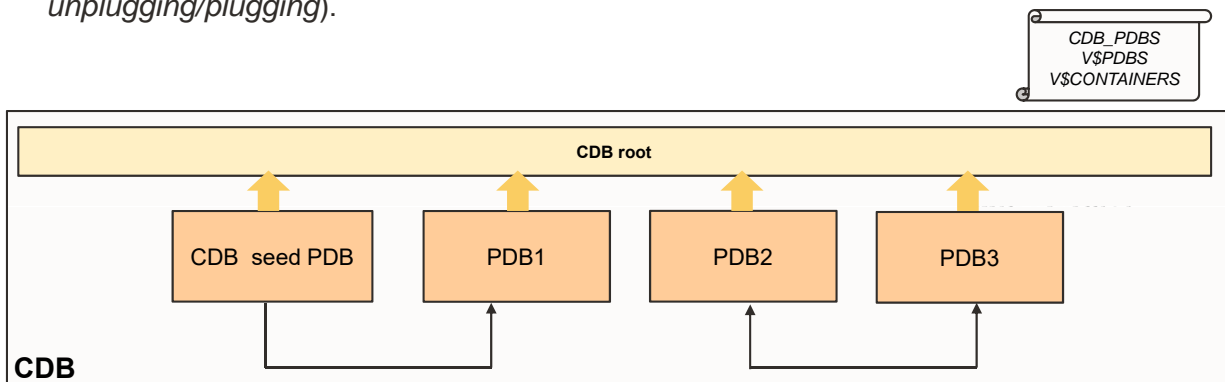 unplugging/plugging).
CDB_PDBS
V$PDBS
V$CONTAINERS
CDB root
CDB seed PDB
PDB1
PDB2
PDB3
CDB